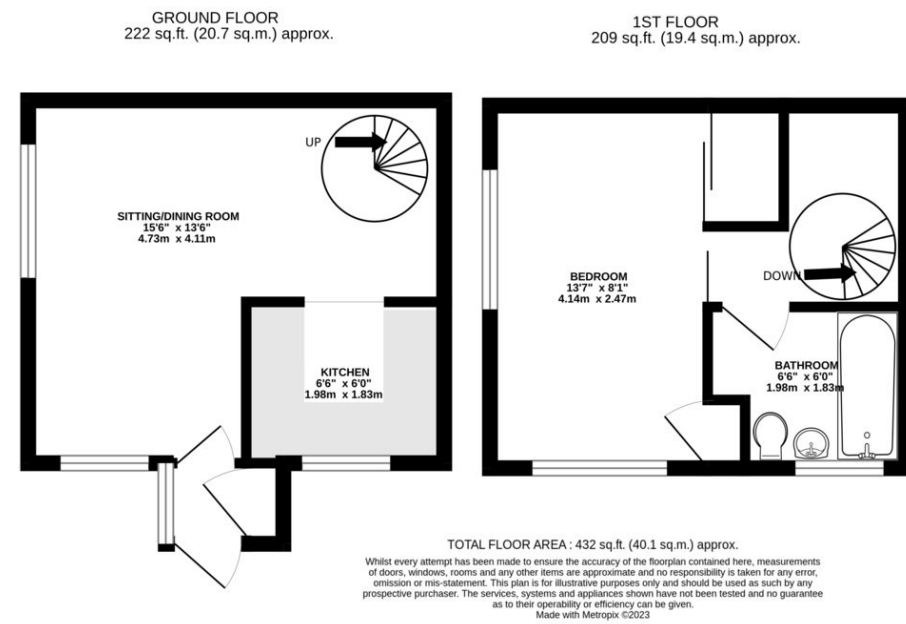 GROUND FLOOR
222 sq.ft. (20.7 sq.m.) approx.
1ST FLOOR
209 sq.ft. (19.4 sq.m.) approx.
UP
SITTING/DINING ROOM
15'6" x 13'6"
4.73m x 4.11m
KITCHEN
6'6" x 6'0"
1.98m x 1.83m
BEDROOM
13'7" x 8'1"
4.14m x 2.47m
DOWN
BATHROOM
6'6" x 6'0"
1.98m x 1.83m
TOTAL FLOOR AREA : 432 sq.ft. (40.1 sq.m.) approx.
Whilst every attempt has been made to ensure the accuracy of the floorplan contained here, measurements
of doors, windows, rooms and any other items are approximate and no responsibility is taken for any error,
omission or mis-statement. This plan is for illustrative purposes only and should be used as such by any
prospective purchaser. The services, systems and appliances shown have not been tested and no guarantee
as to their operability or efficiency can be given.
Made with Metropix ©2023